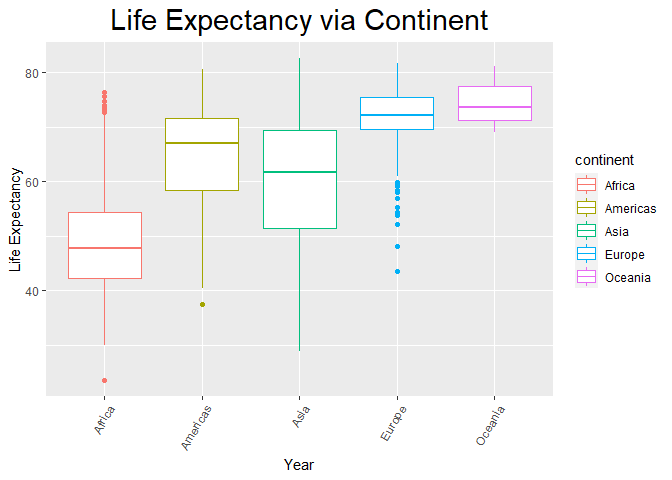 Life Expectancy via Continent
Life Expectancy
80
60
40
Africa
Americas
Asia
Europe
Oceania
Year
continent
Africa
Americas
Asia
Europe
Oceania